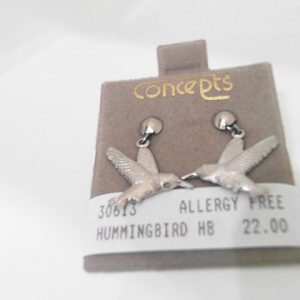 concepts
30613 ALLERGY FREE
HUMMINGBIRD HB 22.00